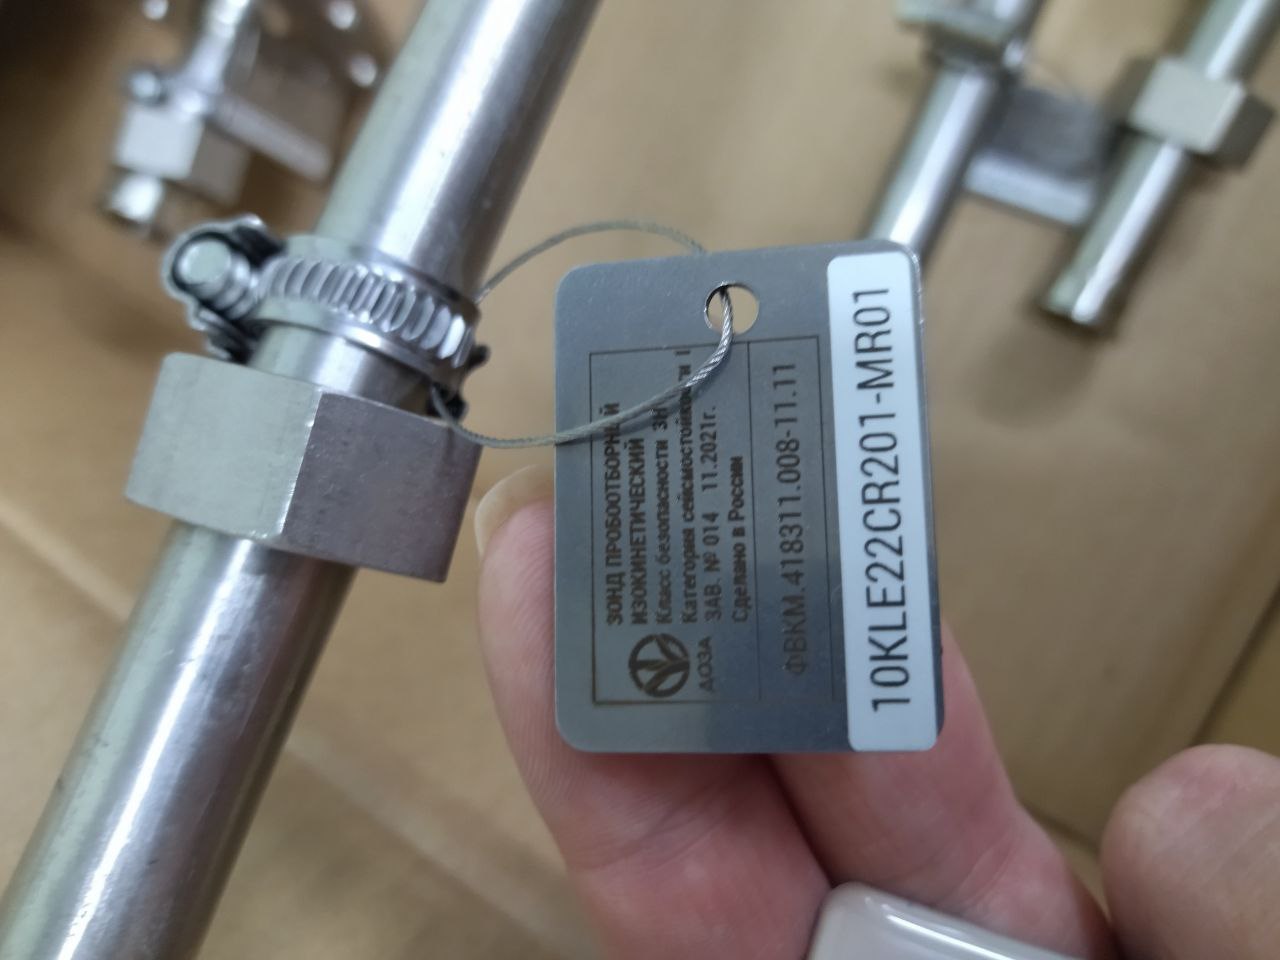 ЗОНД ПРОБООТБОРНЫЙ
ИЗОКИНЕТИЧЕСКИЙ
Класс безопасности 3Н
Категория сейсмостойкости I
ЗАВ. № 014 11.2021г.
Сделано в России
ДОЗА
ФВКМ.418311.008-11.11
10KLE22CR201-MR01